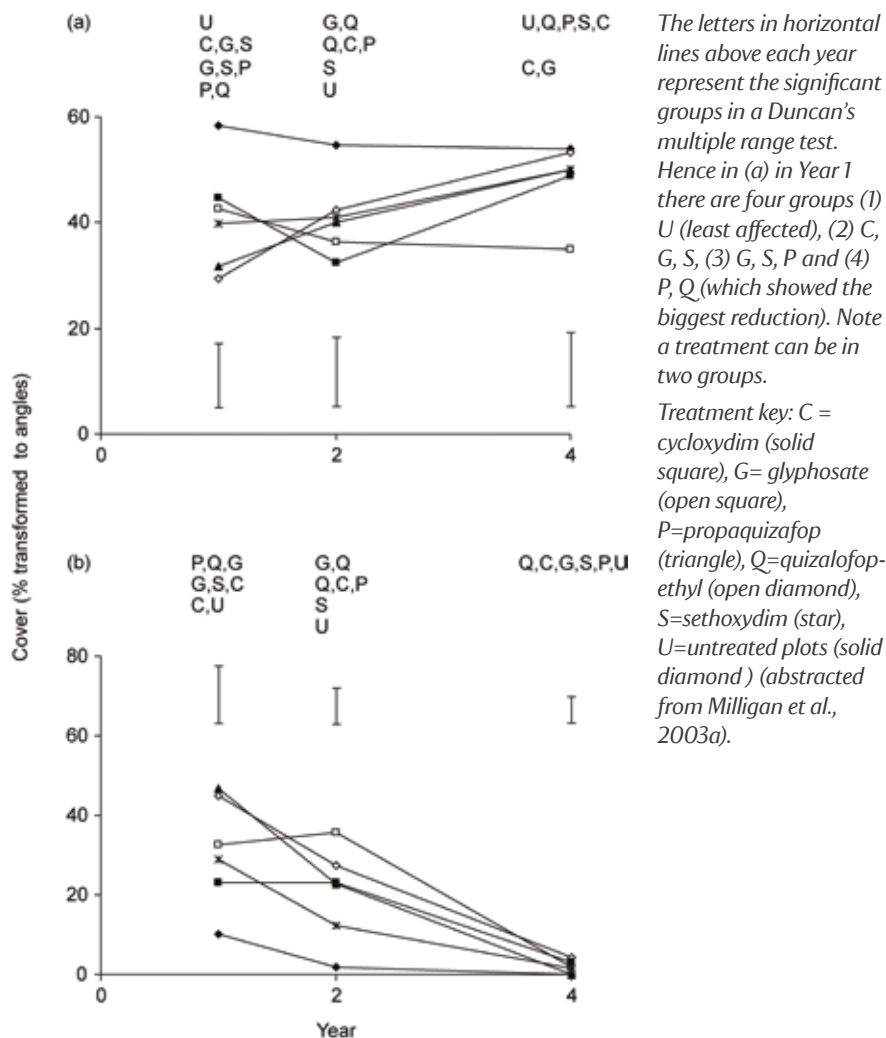 (a)
U
C,G,S
G,S,P
P,Q
G,Q
Q,C,P
S
U
U,Q,P,S,C
C,G
60
40
20
0
0
2
4
Cover (% transformed to angles)
(b)
P,Q,G
G,S,C
C,U
G,Q
Q,C,P
S
U
Q,C,G,S,P,U
80
60
40
20
0
0
2
4
Year
The letters in horizontal
lines above each year
represent the significant
groups in a Duncan’s
multiple range test.
Hence in (a) in Year 1
there are four groups (1)
U (least affected), (2) C,
G, S, (3) G, S, P and (4)
P, Q (which showed the
biggest reduction). Note
a treatment can be in
two groups.
Treatment key: C =
cycloxydim (solid
square), G= glyphosate
(open square),
P=propaquizafop
(triangle), Q=quizalofop-
ethyl (open diamond),
S=sethoxydim (star),
U=untreated plots (solid
diamond ) (abstracted
from Milligan et al.,
2003a).